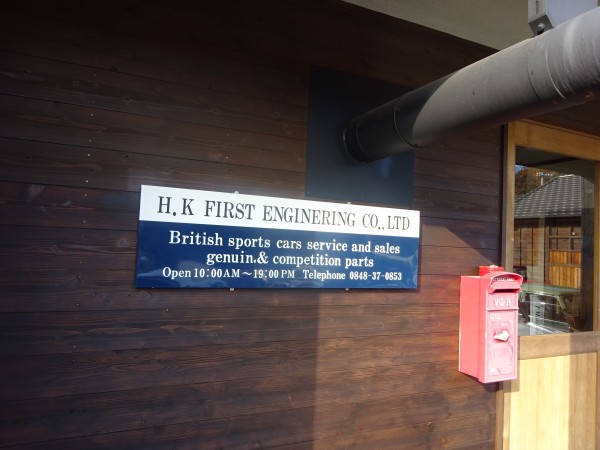 H.K FIRST ENGINERING CO.,LTD
British sports cars service and sales
genuin.& competition parts
Open 10:00AM～19:00PM Telephone 0848-37-0853